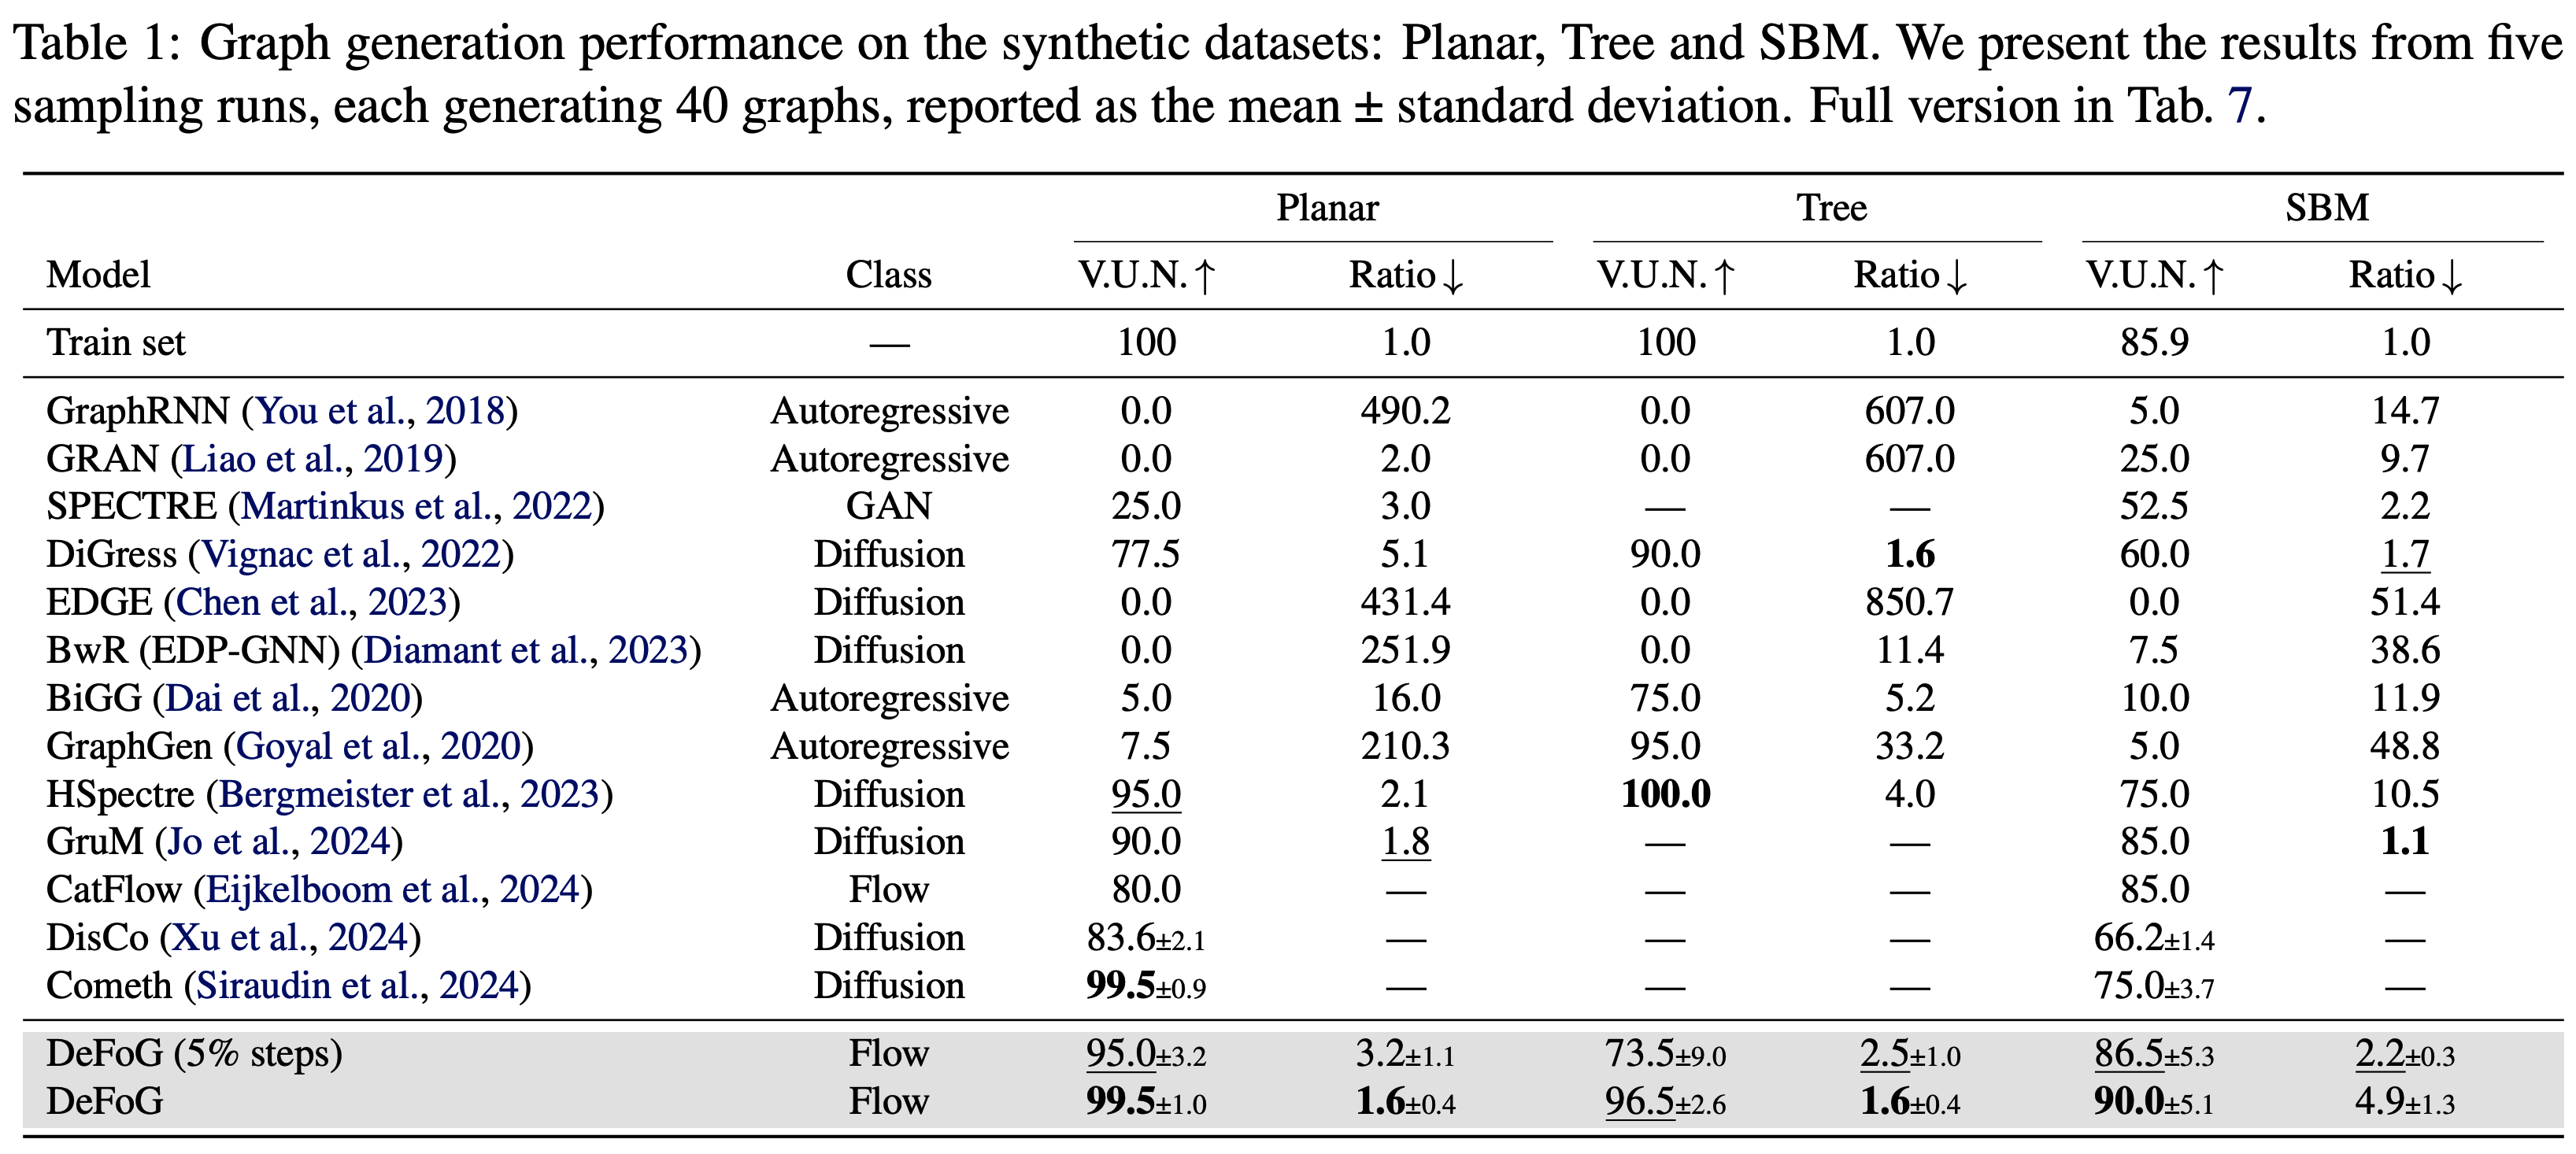 Table 1: Graph generation performance on the synthetic datasets: Planar, Tree and SBM. We present the results from five
sampling runs, each generating 40 graphs, reported as the mean ± standard deviation. Full version in Tab. 7.
Planar Tree SBM
Model Class V.U.N. ↑ Ratio ↓ V.U.N. ↑ Ratio ↓ V.U.N. ↑ Ratio ↓
Train set — 100 1.0 100 1.0 85.9 1.0
GraphRNN (You et al., 2018) Autoregressive 0.0 490.2 0.0 607.0 5.0 14.7
GRAN (Liao et al., 2019) Autoregressive 0.0 2.0 0.0 607.0 25.0 9.7
SPECTRE (Martinkus et al., 2022) GAN 25.0 3.0 — — 52.5 2.2
DiGress (Vignac et al., 2022) Diffusion 77.5 5.1 90.0 1.6 60.0 1.7
EDGE (Chen et al., 2023) Diffusion 0.0 431.4 0.0 850.7 0.0 51.4
BwR (EDP-GNN) (Diamant et al., 2023) Diffusion 0.0 251.9 0.0 11.4 7.5 38.6
BiGG (Dai et al., 2020) Autoregressive 5.0 16.0 75.0 5.2 10.0 11.9
GraphGen (Goyal et al., 2020) Autoregressive 7.5 210.3 95.0 33.2 5.0 48.8
HSpectre (Bergmeister et al., 2023) Diffusion 95.0 2.1 100.0 4.0 75.0 10.5
GruM (Jo et al., 2024) Diffusion 90.0 1.8 — — 85.0 1.1
CatFlow (Eijkelboom et al., 2024) Flow 80.0 — — — 85.0 —
DisCo (Xu et al., 2024) Diffusion 83.6±2.1 — — — 66.2±1.4 —
Cometh (Siraudin et al., 2024) Diffusion 99.5±0.9 — — — 75.0±3.7 —
DeFoG (5% steps) Flow 95.0±3.2 3.2±1.1 73.5±9.0 2.5±1.0 86.5±5.3 2.2±0.3
DeFoG Flow 99.5±1.0 1.6±0.4 96.5±2.6 1.6±0.4 90.0±5.1 4.9±1.3